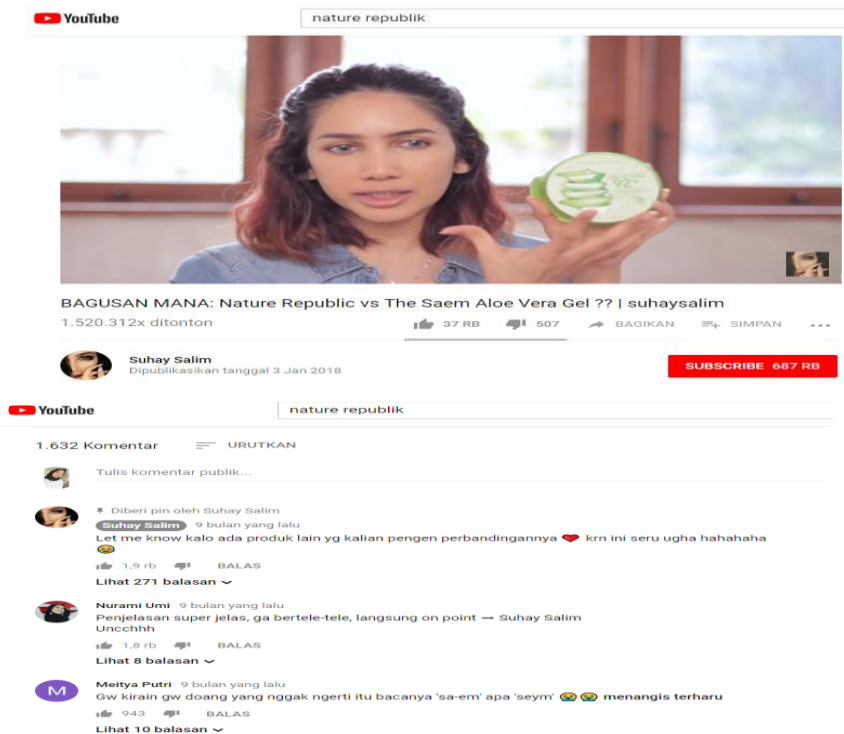 YouTube
nature republik
92%
BAGUSAN MANA: Nature Republic vs The Saem Aloe Vera Gel ?? | suhaysalim
1.520.312x ditonton
37 RB 507 BAGIKAN SIMPAN
Suhay Salim
Dipublikasikan tanggal 3 Jan 2018
SUBSCRIBE 687 RB
YouTube
nature republik
1.632 Komentar URUTKAN
Tulis komentar publik...
Diberi pin oleh Suhay Salim
Suhay Salim 9 bulan yang lalu
Let me know kalo ada produk lain yg kalian pengen perbandingannya ❤️ krn ini seru ugha hahahaha
😭
1,9 rb BALAS
Lihat 271 balasan
Nurami Umi 9 bulan yang lalu
Penjelasan super jelas, ga bertele-tele, langsung on point → Suhay Salim
Uncchhh
1,8 rb BALAS
Lihat 8 balasan
M
Meitya Putri 9 bulan yang lalu
Gw kirain gw doang yang nggak ngerti itu bacanya 'sa-em' apa 'seym' 😭 😭 menangis terharu
943 BALAS
Lihat 10 balasan